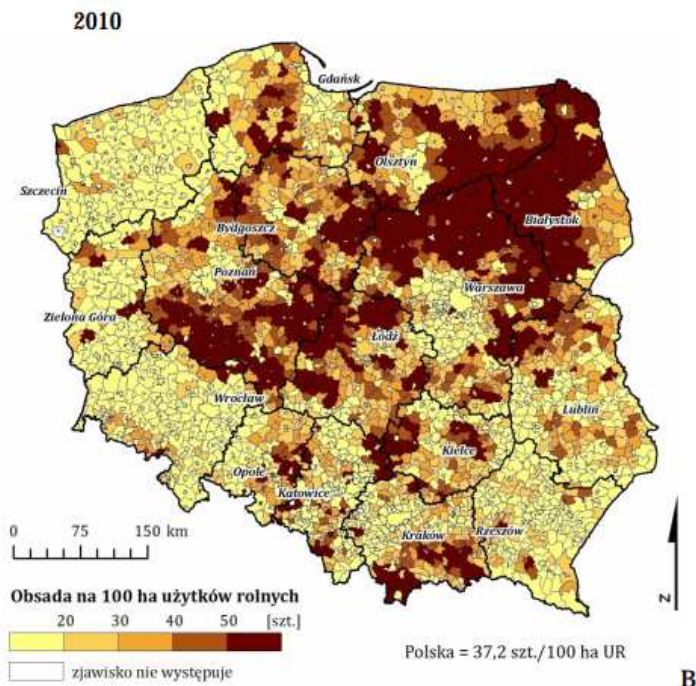 2010
Gdańsk
Olsztyn
Szczecin
Białystok
Bydgoszcz
Poznań
Warszawa
Zielona Góra
Łódź
Wrocław
Lublin
Kielce
Opole
Katowice
Kraków
Rzeszów
0 75 150 km
Obsada na 100 ha użytków rolnych
20 30 40 50 [szt.]
zjawisko nie występuje
Polska = 37,2 szt./100 ha UR
N
B